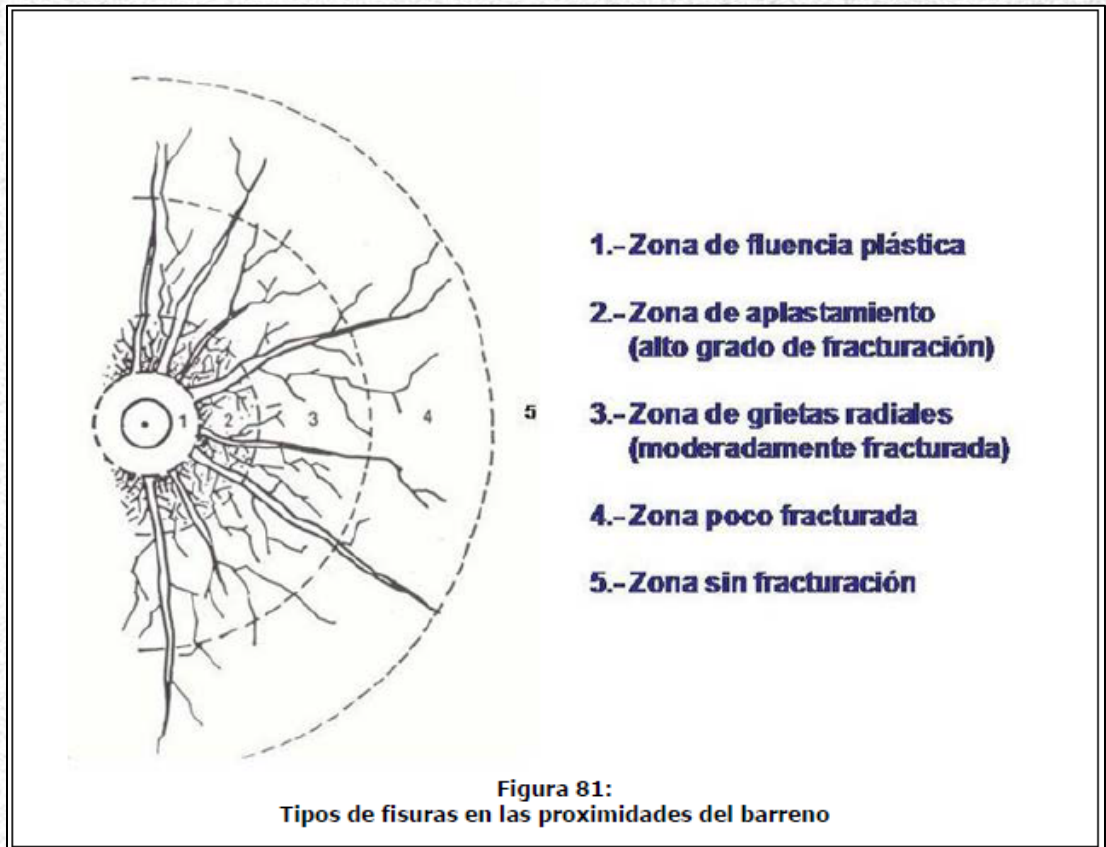 1.-Zona de fluencia plástica
2.-Zona de aplastamiento
(alto grado de fracturación)
3.-Zona de grietas radiales
(moderadamente fracturada)
4.-Zona poco fracturada
5.-Zona sin fracturación
1 2 3 4 5
Figura 81:
Tipos de fisuras en las proximidades del barreno